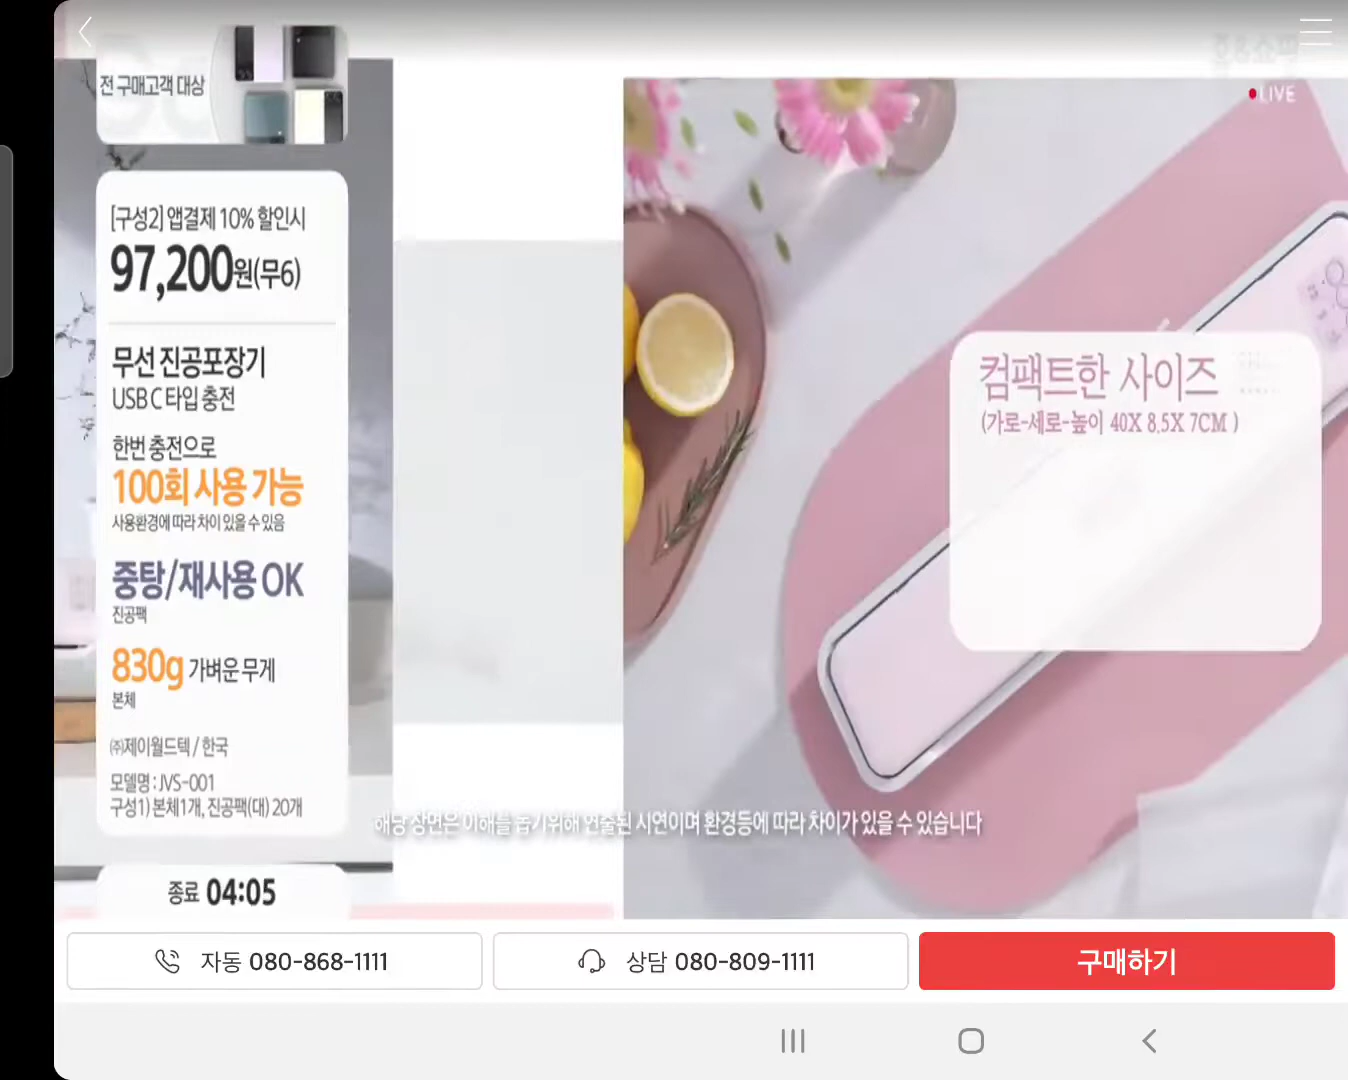 전 구매고객 대상
[구성2] 앱결제 10% 할인시
97,200원(무6)
무선 진공포장기
USB C 타입 충전
한번 충전으로
100회 사용 가능
사용환경에 따라 차이 있을 수 있음
중탕/재사용 OK
진공팩
830g 가벼운 무게
본체
㈜제이월드텍 / 한국
모델명 : JVS-001
구성1) 본체1개, 진공팩(대) 20개
종료 04:05
LIVE
컴팩트한 사이즈
(가로-세로-높이 40X 8.5X 7CM )
해당 장면은 이해를 돕기위해 연출된 시연이며 환경등에 따라 차이가 있을 수 있습니다
자동 080-868-1111
상담 080-809-1111
구매하기